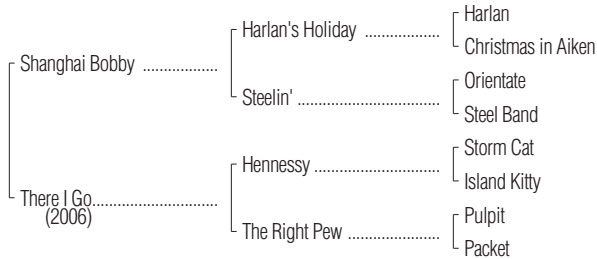 Harlan
Harlan's Holiday ..................
Christmas in Aiken
Shanghai Bobby ..................
Orientate
Steelin' ..................................
Steel Band
Storm Cat
Hennessy ..............................
Island Kitty
There I Go..............................
(2006)
Pulpit
The Right Pew ......................
Packet